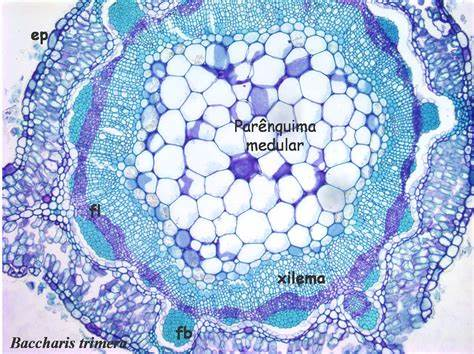 ep
Parênquima
medular
fl
xilema
fb
Baccharis trimera